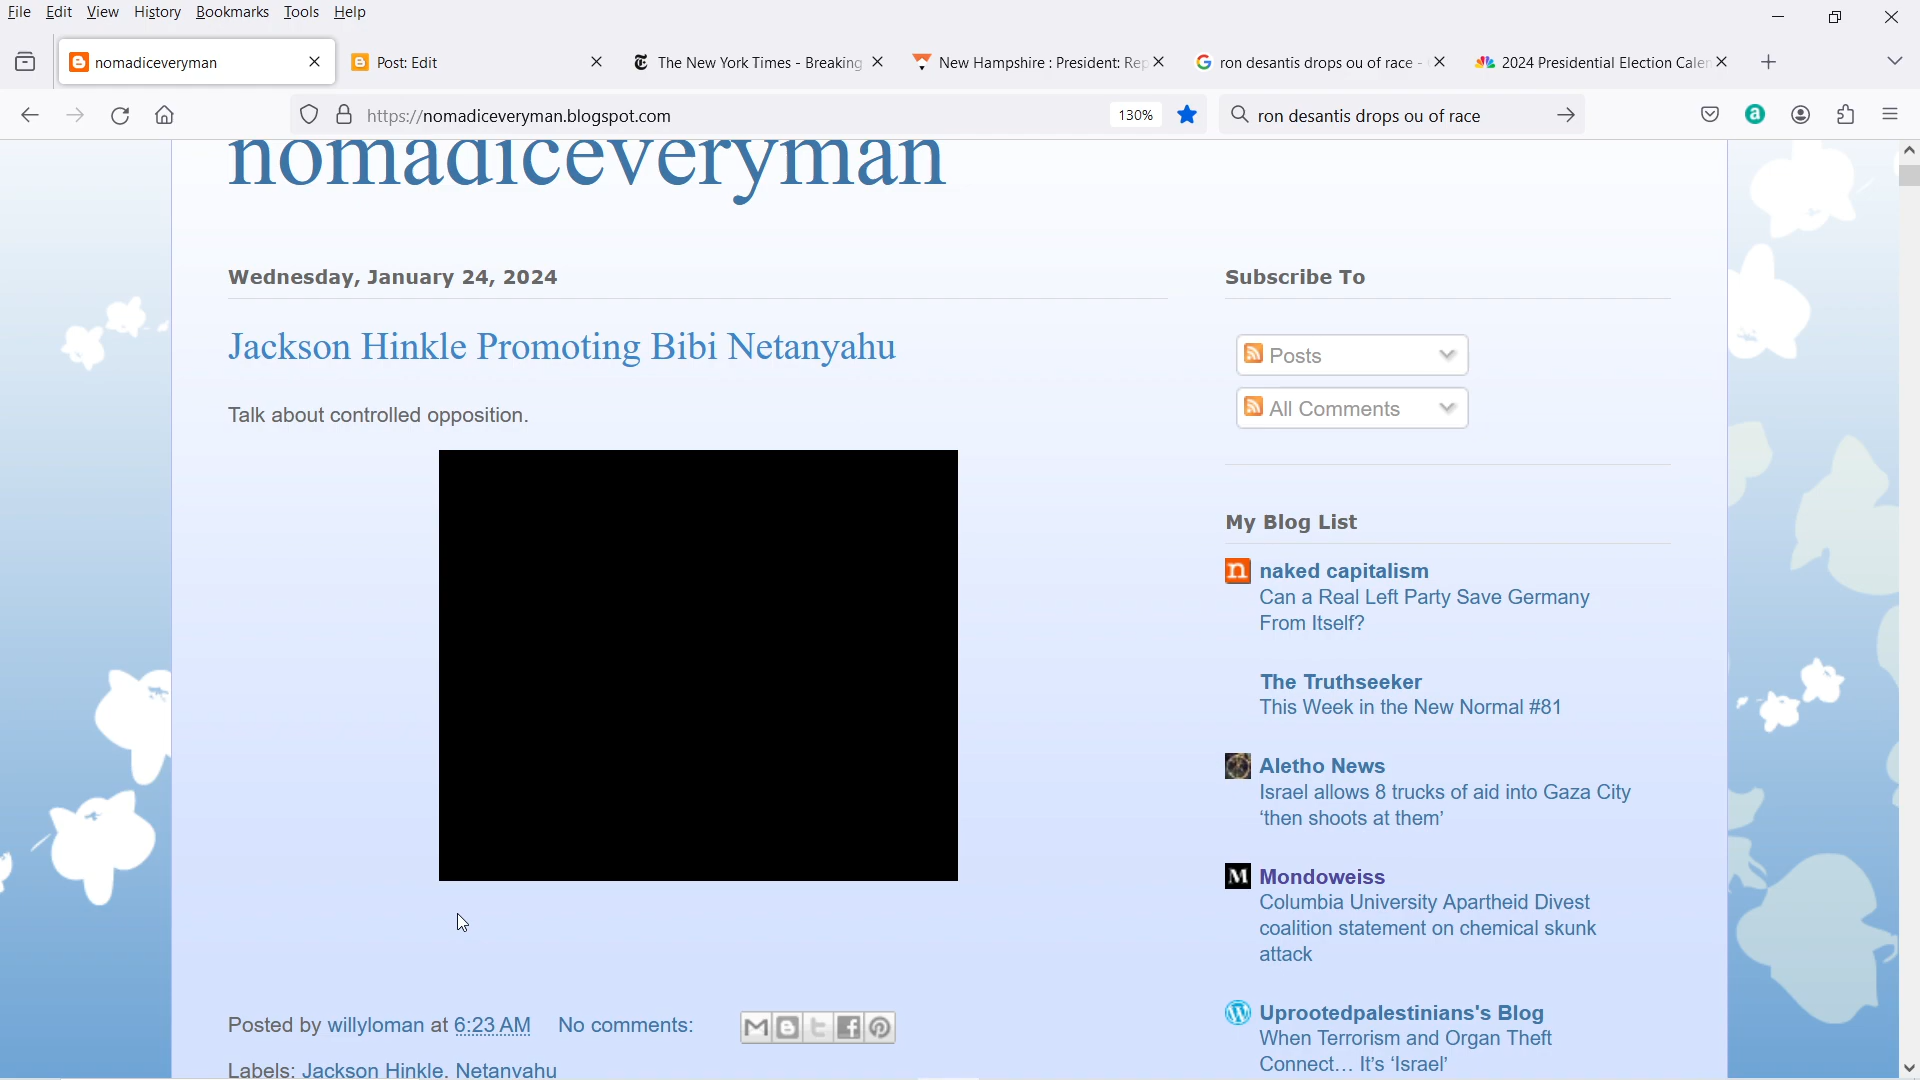 File Edit View History Bookmarks Tools Help
nomadiceveryman
Post: Edit
The New York Times - Breaking
New Hampshire : President: Rep
ron desantis drops ou of race -
2024 Presidential Election Calen
https://nomadiceveryman.blogspot.com
130%
ron desantis drops ou of race
nomadiceveryman
Wednesday, January 24, 2024
Jackson Hinkle Promoting Bibi Netanyahu
Talk about controlled opposition.
Posted by willyloman at 6:23 AM No comments:
Labels: Jackson Hinkle, Netanyahu
Subscribe To
Posts
All Comments
My Blog List
naked capitalism
Can a Real Left Party Save Germany
From Itself?
The Truthseeker
This Week in the New Normal #81
Aletho News
Israel allows 8 trucks of aid into Gaza City
‘then shoots at them’
Mondoweiss
Columbia University Apartheid Divest
coalition statement on chemical skunk
attack
Uprootedpalestinians's Blog
When Terrorism and Organ Theft
Connect… It’s ‘Israel’